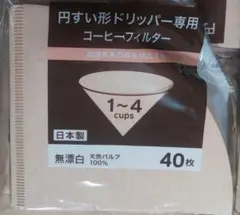 円すい形ドリッパー専用
コーヒーフィルター
1〜4
cups
日本製
無漂白
天然パルプ
100%
40枚